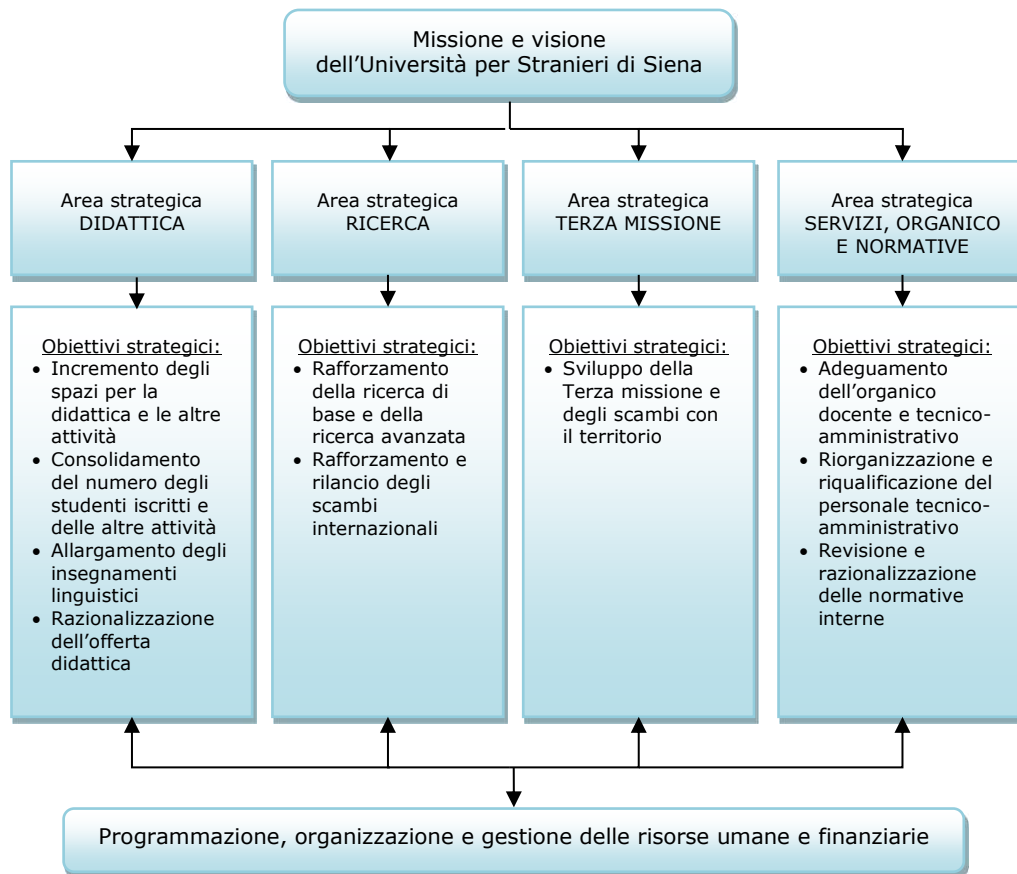 Missione e visione
dell'Università per Stranieri di Siena
Area strategica
DIDATTICA
Area strategica
RICERCA
Area strategica
TERZA MISSIONE
Area strategica
SERVIZI, ORGANICO
E NORMATIVE
Obiettivi strategici:
• Incremento degli
spazi per la
didattica e le altre
attività
• Consolidamento
del numero degli
studenti iscritti e
delle altre attività
• Allargamento degli
insegnamenti
linguistici
• Razionalizzazione
dell'offerta
didattica
Obiettivi strategici:
• Rafforzamento
della ricerca di
base e della
ricerca avanzata
• Rafforzamento e
rilancio degli
scambi
internazionali
Obiettivi strategici:
• Sviluppo della
Terza missione e
degli scambi con
il territorio
Obiettivi strategici:
• Adeguamento
dell'organico
docente e tecnico-
amministrativo
• Riorganizzazione e
riqualificazione del
personale tecnico-
amministrativo
• Revisione e
razionalizzazione
delle normative
interne
Programmazione, organizzazione e gestione delle risorse umane e finanziarie